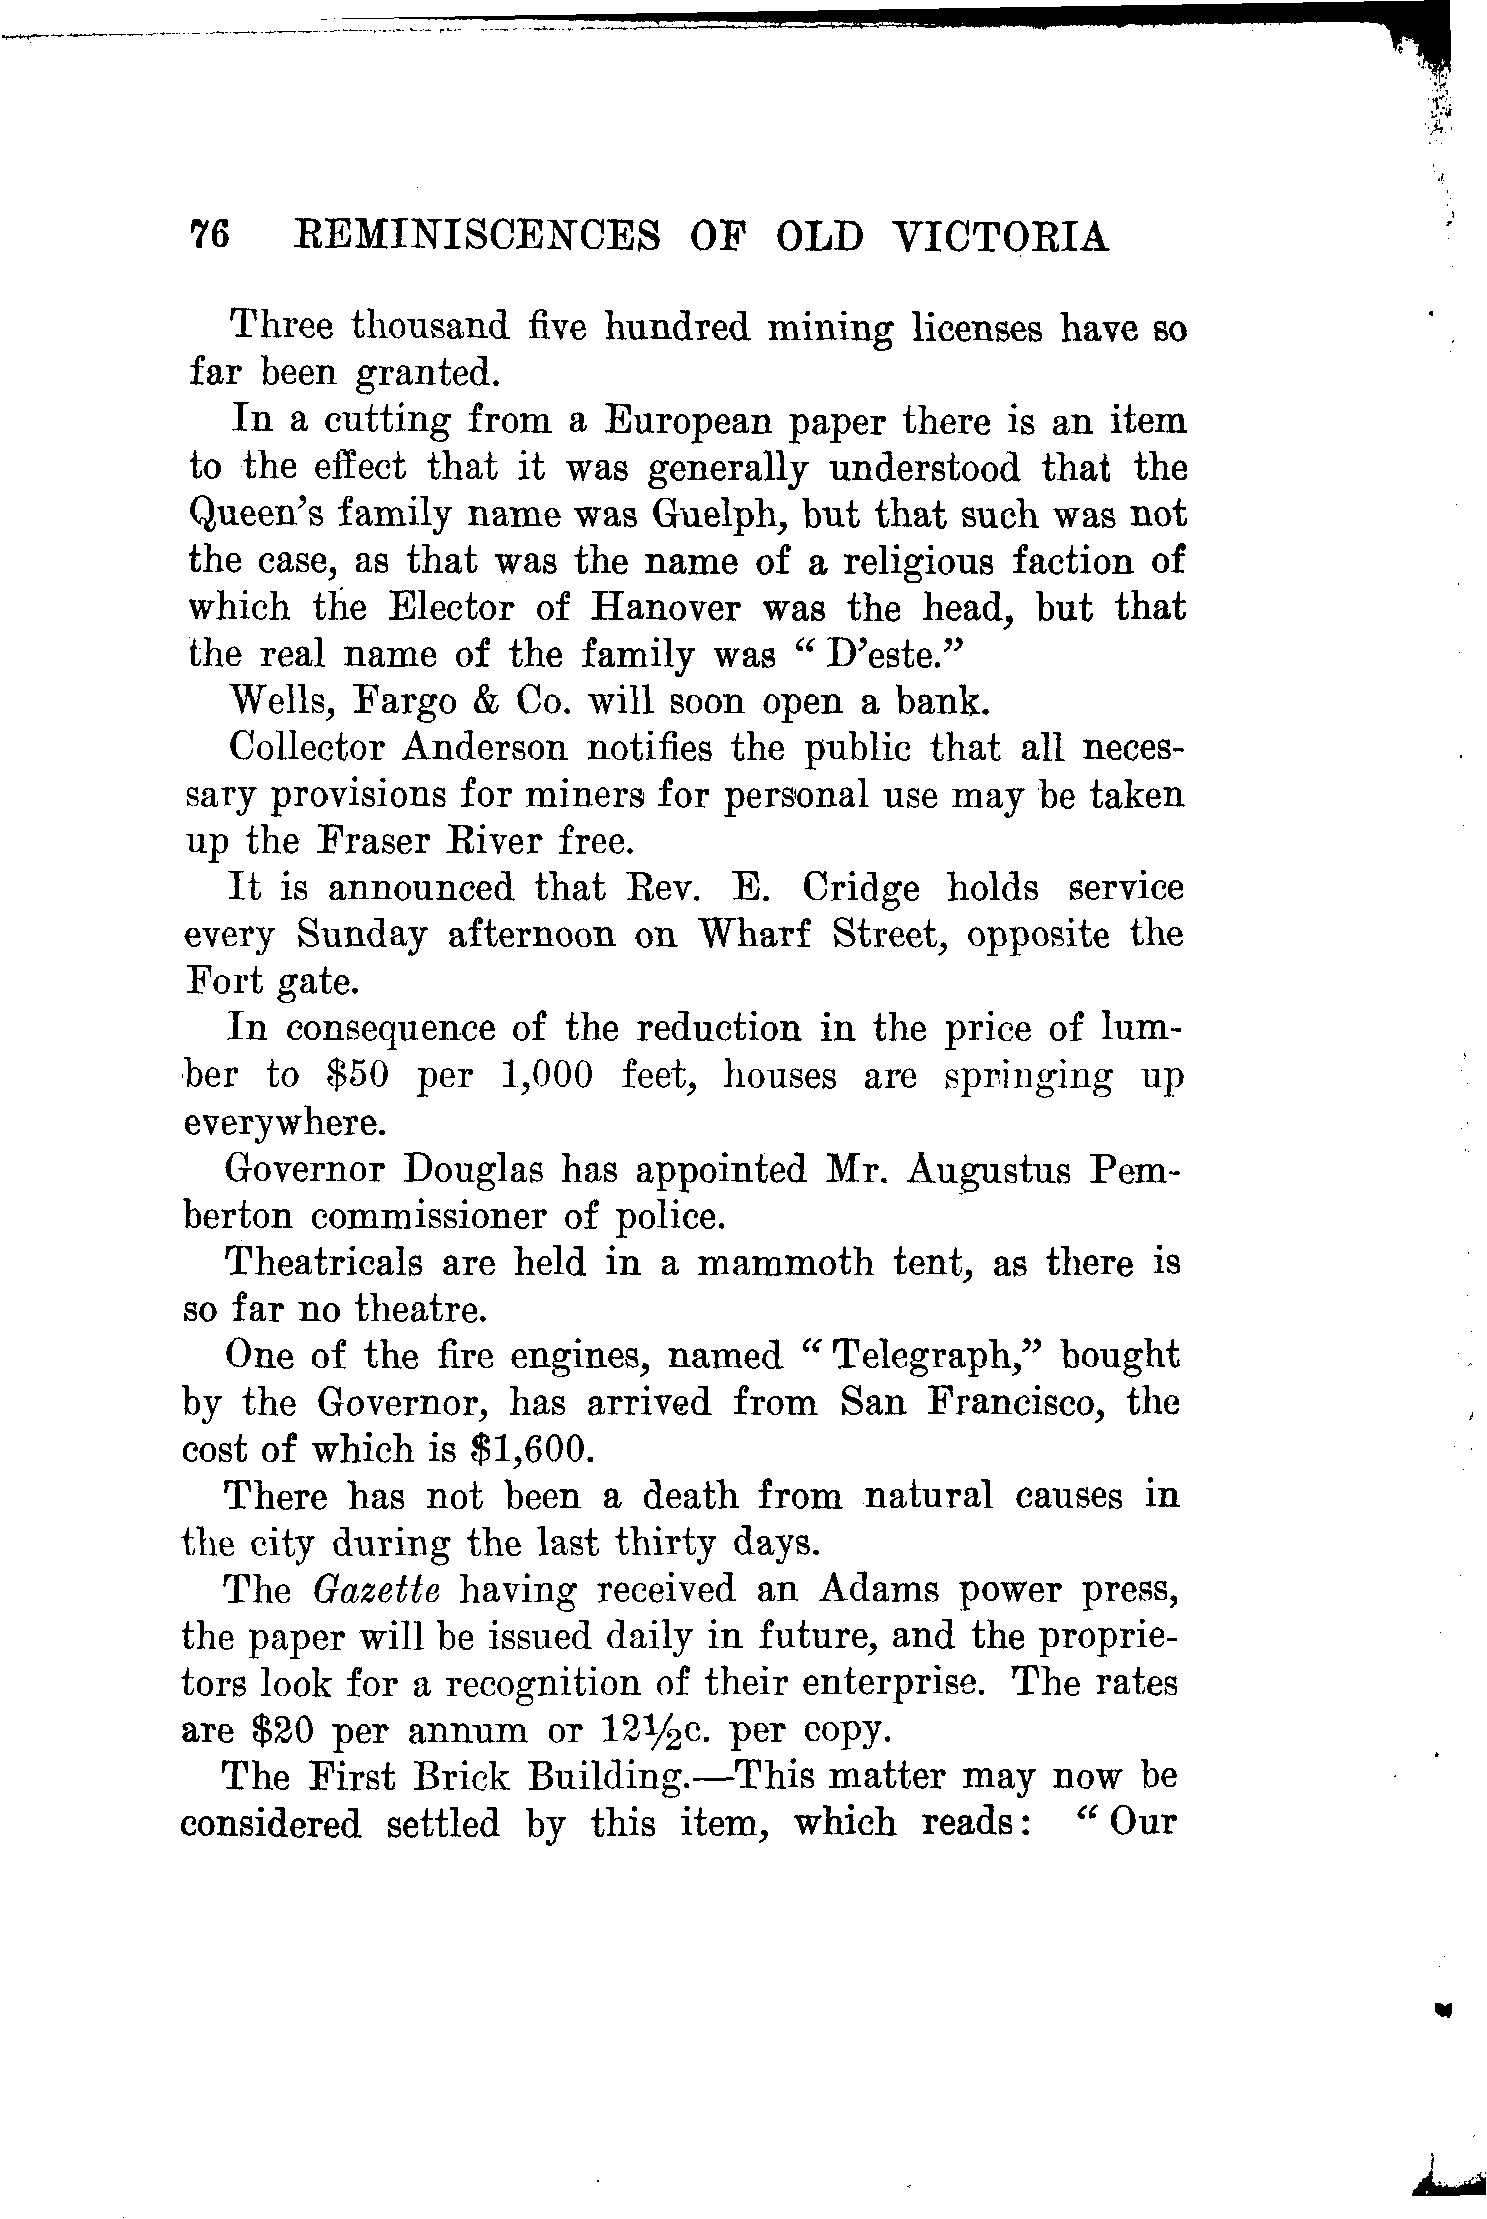 76 REMINISCENCES OF OLD VICTORIA
Three thousand five hundred mining licenses have so
far been granted.
In a cutting from a European paper there is an item
to the effect that it was generally understood that the
Queen's family name was Guelph, but that such was not
the case, as that was the name of a religious faction of
which the Elector of Hanover was the head, but that
the real name of the family was " D'este."
Wells, Fargo & Co. will soon open a bank.
Collector Anderson notifies the public that all neces-
sary provisions for miners for personal use may be taken
up the Fraser River free.
It is announced that Rev. E. Cridge holds service
every Sunday afternoon on Wharf Street, opposite the
Fort gate.
In consequence of the reduction in the price of lum-
ber to $50 per 1,000 feet, houses are springing up
everywhere.
Governor Douglas has appointed Mr. Augustus Pem-
berton commissioner of police.
Theatricals are held in a mammoth tent, as there is
so far no theatre.
One of the fire engines, named " Telegraph," bought
by the Governor, has arrived from San Francisco, the
cost of which is $1,600.
There has not been a death from natural causes in
the city during the last thirty days.
The Gazette having received an Adams power press,
the paper will be issued daily in future, and the proprie-
tors look for a recognition of their enterprise. The rates
are $20 per annum or 12½c. per copy.
The First Brick Building.—This matter may now be
considered settled by this item, which reads: " Our